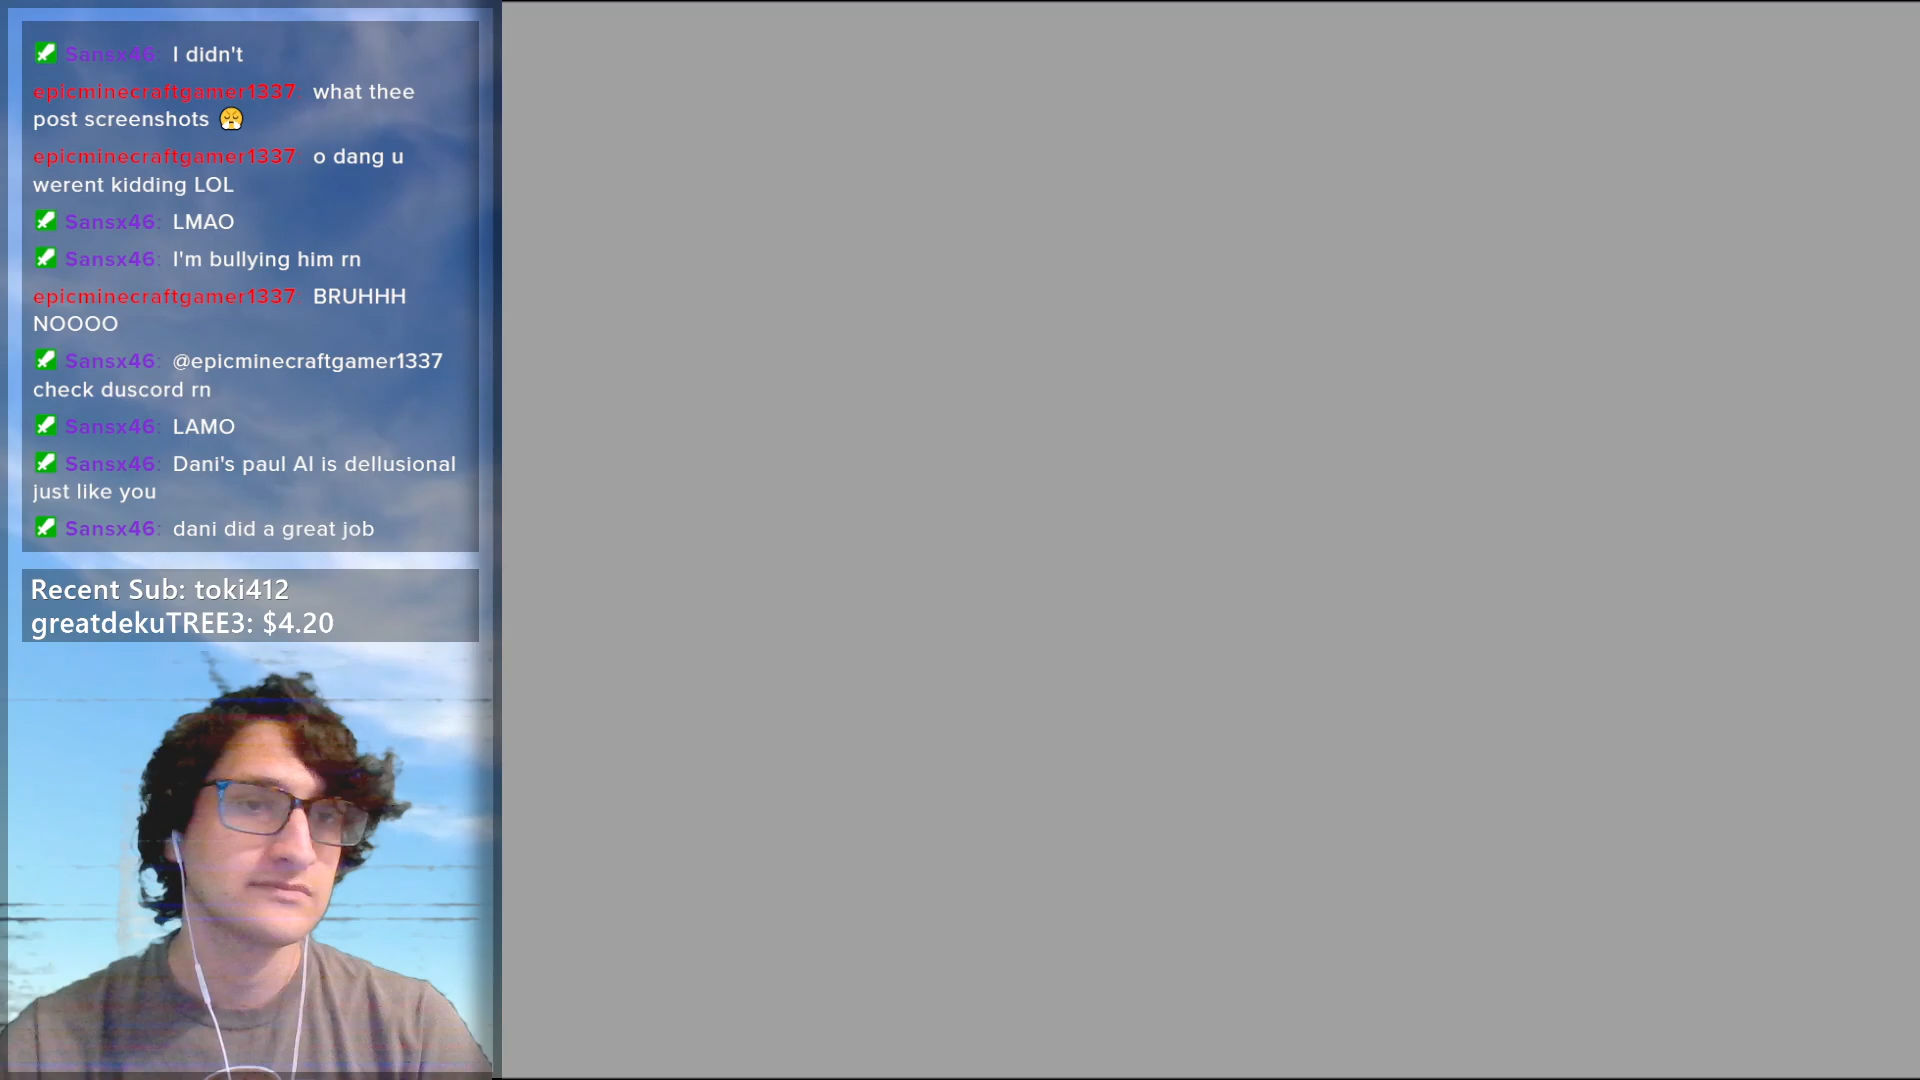 Sansx46: I didn't
epicminecraftgamer1337: what thee
post screenshots
epicminecraftgamer1337: o dang u
werent kidding LOL
Sansx46: LMAO
Sansx46: I'm bullying him rn
epicminecraftgamer1337: BRUHHH
NOOOO
Sansx46: @epicminecraftgamer1337
check duscord rn
Sansx46: LAMO
Sansx46: Dani's paul AI is dellusional
just like you
Sansx46: dani did a great job
Recent Sub: toki412
greatdekuTREE3: $4.20